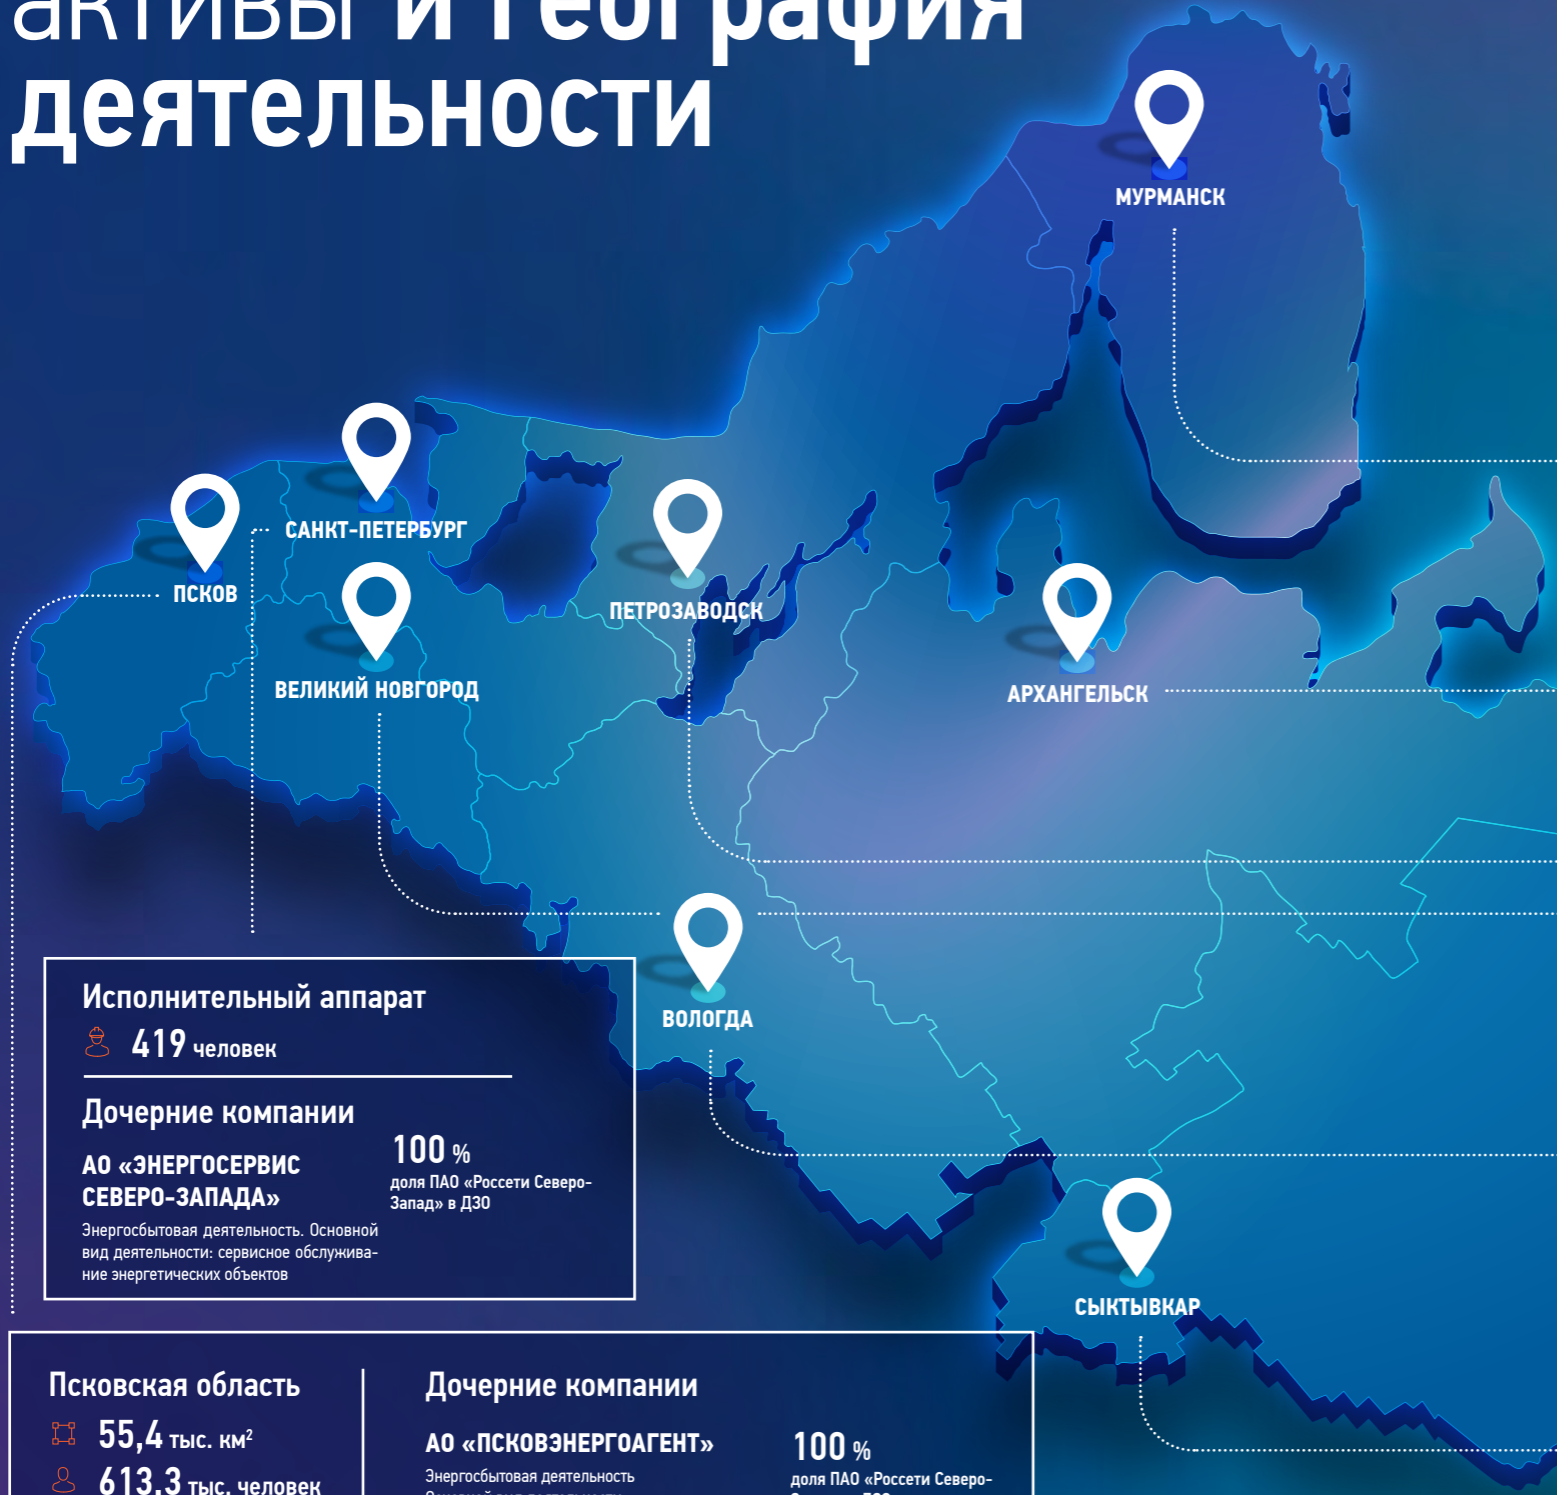 активы и география
деятельности
МУРМАНСК
САНКТ-ПЕТЕРБУРГ
ПСКОВ
ПЕТРОЗАВОДСК
ВЕЛИКИЙ НОВГОРОД
АРХАНГЕЛЬСК
ВОЛОГДА
СЫКТЫВКАР
Исполнительный аппарат
419 человек
Дочерние компании
АО «ЭНЕРГОСЕРВИС
СЕВЕРО-ЗАПАДА»
Энергосбытовая деятельность. Основной
вид деятельности: сервисное обслужива-
ние энергетических объектов
100 %
доля ПАО «Россети Северо-
Запад» в ДЗО
Псковская область
55,4 тыс. км²
613,3 тыс. человек
Дочерние компании
АО «ПСКОВЭНЕРГОАГЕНТ»
Энергосбытовая деятельность
100 %
доля ПАО «Россети Северо-